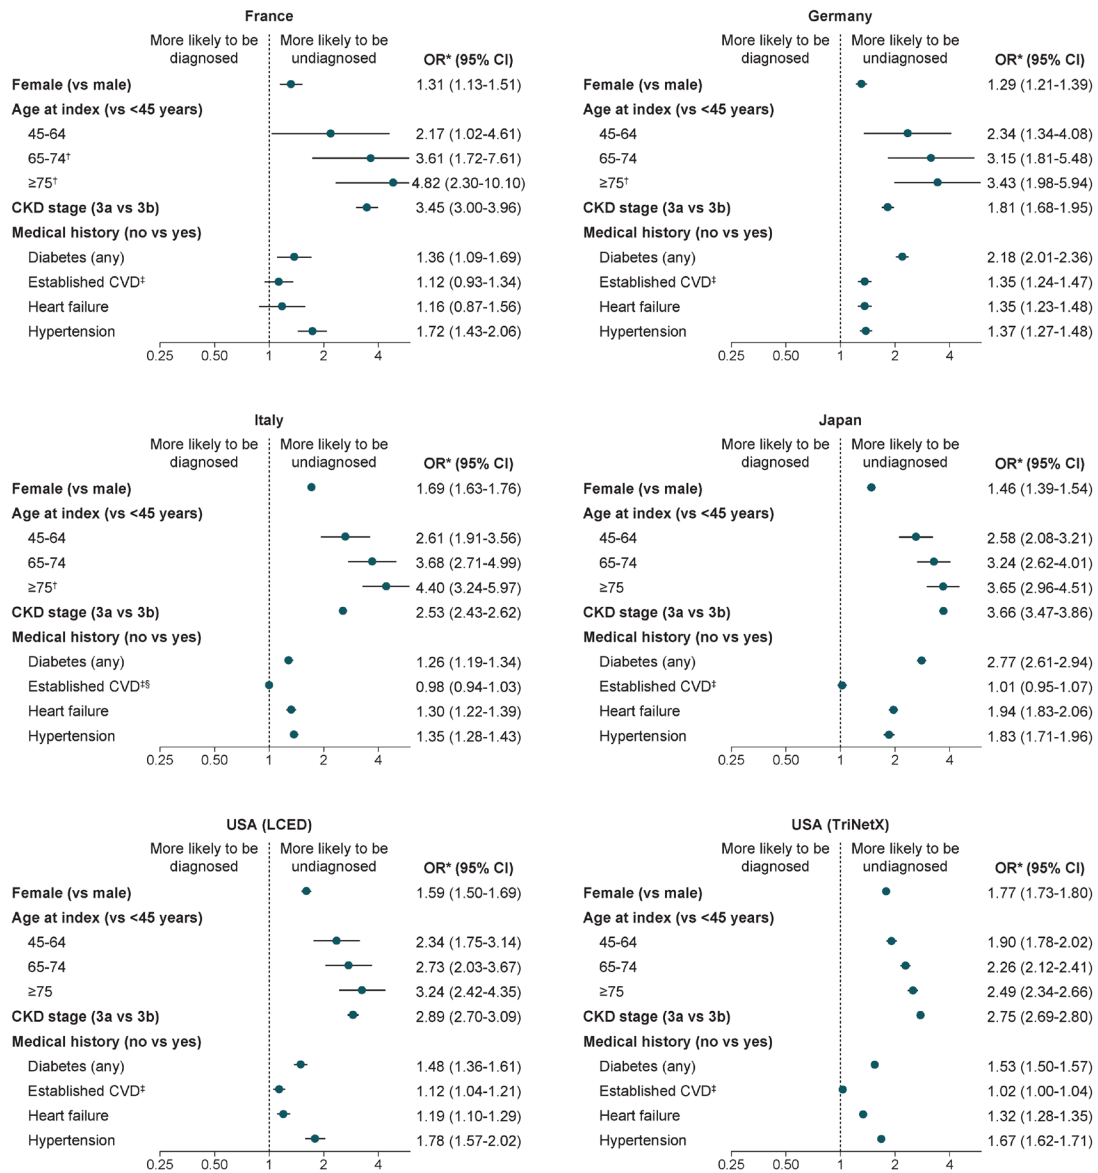 France
More likely to be diagnosed
More likely to be undiagnosed
OR* (95% CI)
Female (vs male) 1.31 (1.13-1.51)
Age at index (vs <45 years)
45-64 2.17 (1.02-4.61)
65-74† 3.61 (1.72-7.61)
≥75† 4.82 (2.30-10.10)
CKD stage (3a vs 3b) 3.45 (3.00-3.96)
Medical history (no vs yes)
Diabetes (any) 1.36 (1.09-1.69)
Established CVD‡ 1.12 (0.93-1.34)
Heart failure 1.16 (0.87-1.56)
Hypertension 1.72 (1.43-2.06)
0.25 0.50 1 2 4
Germany
More likely to be diagnosed
More likely to be undiagnosed
OR* (95% CI)
Female (vs male) 1.29 (1.21-1.39)
Age at index (vs <45 years)
45-64 2.34 (1.34-4.08)
65-74 3.15 (1.81-5.48)
≥75† 3.43 (1.98-5.94)
CKD stage (3a vs 3b) 1.81 (1.68-1.95)
Medical history (no vs yes)
Diabetes (any) 2.18 (2.01-2.36)
Established CVD‡ 1.35 (1.24-1.47)
Heart failure 1.35 (1.23-1.48)
Hypertension 1.37 (1.27-1.48)
0.25 0.50 1 2 4
Italy
More likely to be diagnosed
More likely to be undiagnosed
OR* (95% CI)
Female (vs male) 1.69 (1.63-1.76)
Age at index (vs <45 years)
45-64 2.61 (1.91-3.56)
65-74 3.68 (2.71-4.99)
≥75† 4.40 (3.24-5.97)
CKD stage (3a vs 3b) 2.53 (2.43-2.62)
Medical history (no vs yes)
Diabetes (any) 1.26 (1.19-1.34)
Established CVD‡§ 0.98 (0.94-1.03)
Heart failure 1.30 (1.22-1.39)
Hypertension 1.35 (1.28-1.43)
0.25 0.50 1 2 4
Japan
More likely to be diagnosed
More likely to be undiagnosed
OR* (95% CI)
Female (vs male) 1.46 (1.39-1.54)
Age at index (vs <45 years)
45-64 2.58 (2.08-3.21)
65-74 3.24 (2.62-4.01)
≥75 3.65 (2.96-4.51)
CKD stage (3a vs 3b) 3.66 (3.47-3.86)
Medical history (no vs yes)
Diabetes (any) 2.77 (2.61-2.94)
Established CVD‡ 1.01 (0.95-1.07)
Heart failure 1.94 (1.83-2.06)
Hypertension 1.83 (1.71-1.96)
0.25 0.50 1 2 4
USA (LCED)
More likely to be diagnosed
More likely to be undiagnosed
OR* (95% CI)
Female (vs male) 1.59 (1.50-1.69)
Age at index (vs <45 years)
45-64 2.34 (1.75-3.14)
65-74 2.73 (2.03-3.67)
≥75 3.24 (2.42-4.35)
CKD stage (3a vs 3b) 2.89 (2.70-3.09)
Medical history (no vs yes)
Diabetes (any) 1.48 (1.36-1.61)
Established CVD‡ 1.12 (1.04-1.21)
Heart failure 1.19 (1.10-1.29)
Hypertension 1.78 (1.57-2.02)
0.25 0.50 1 2 4
USA (TriNetX)
More likely to be diagnosed
More likely to be undiagnosed
OR* (95% CI)
Female (vs male) 1.77 (1.73-1.80)
Age at index (vs <45 years)
45-64 1.90 (1.78-2.02)
65-74 2.26 (2.12-2.41)
≥75 2.49 (2.34-2.66)
CKD stage (3a vs 3b) 2.75 (2.69-2.80)
Medical history (no vs yes)
Diabetes (any) 1.53 (1.50-1.57)
Established CVD‡ 1.02 (1.00-1.04)
Heart failure 1.32 (1.28-1.35)
Hypertension 1.67 (1.62-1.71)
0.25 0.50 1 2 4